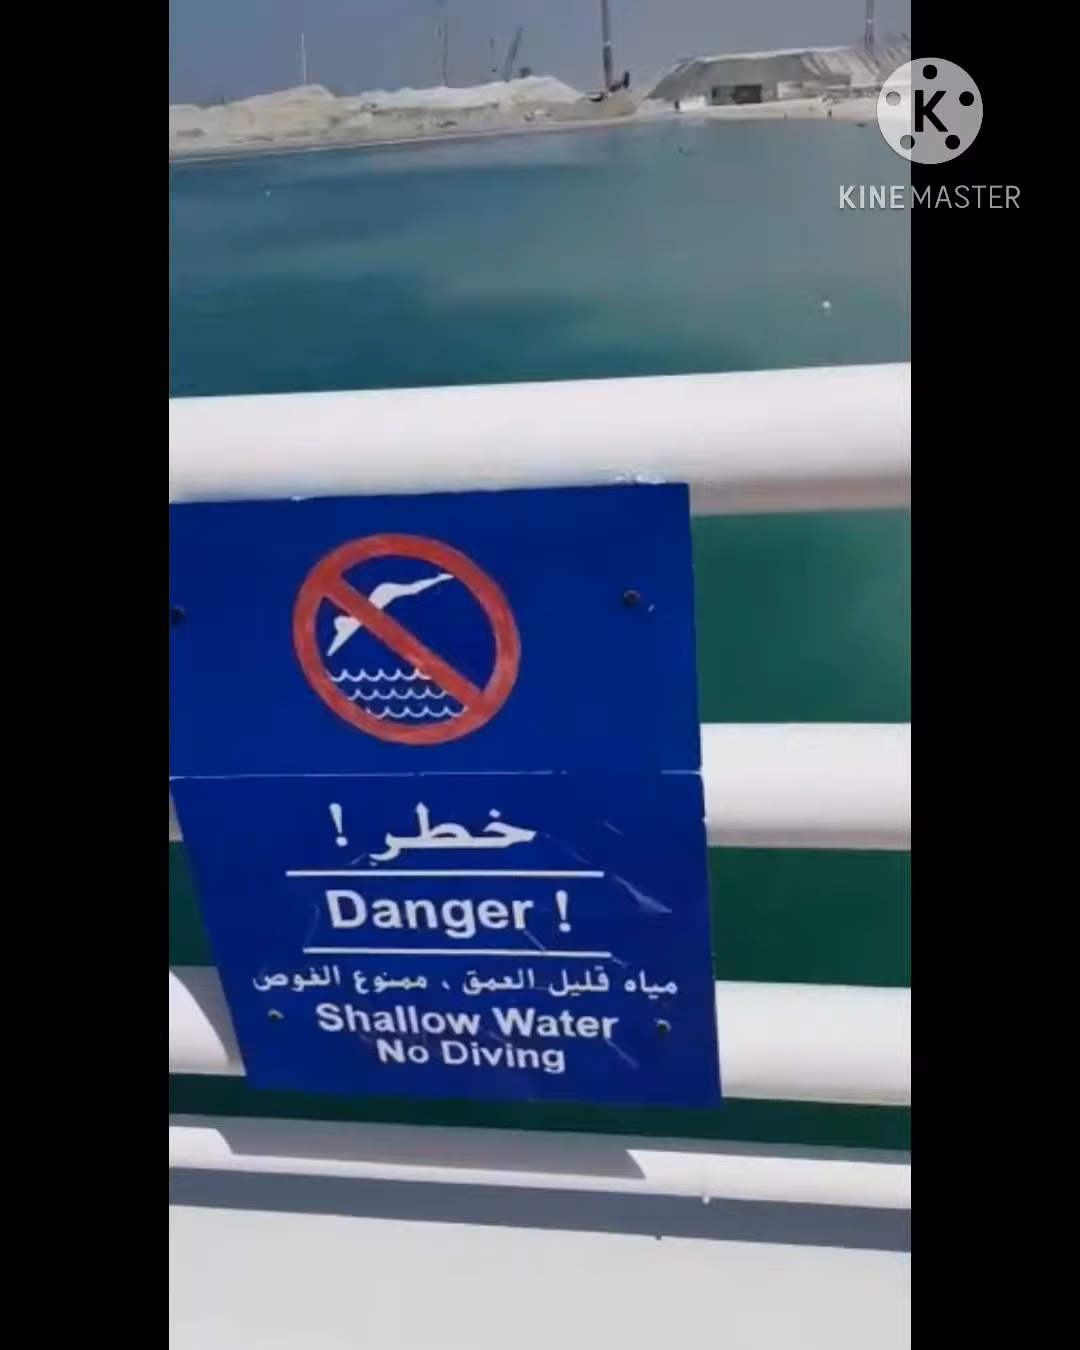 K
KINEMASTER
خطر !
Danger !
مياه قليل العمق ، ممنوع الغوص
Shallow Water
No Diving